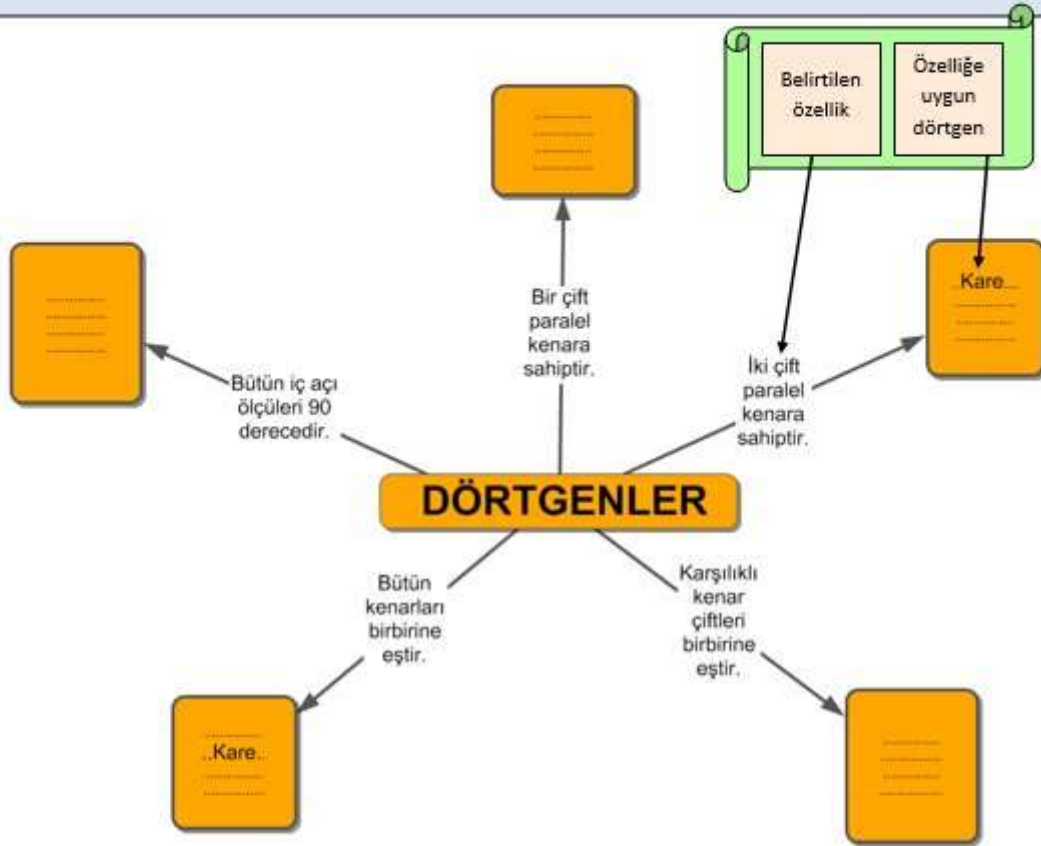 Belirtilen
özellik
Özelliğe
uygun
dörtgen
Kare
Bir çift
paralel
kenara
sahiptir.
İki çift
paralel
kenara
sahiptir.
Bütün iç açı
ölçüleri 90
derecedir.
DÖRTGENLER
Bütün
kenarları
birbirine
eştir.
Karşılıklı
kenar
çiftleri
birbirine
eştir.
Kare